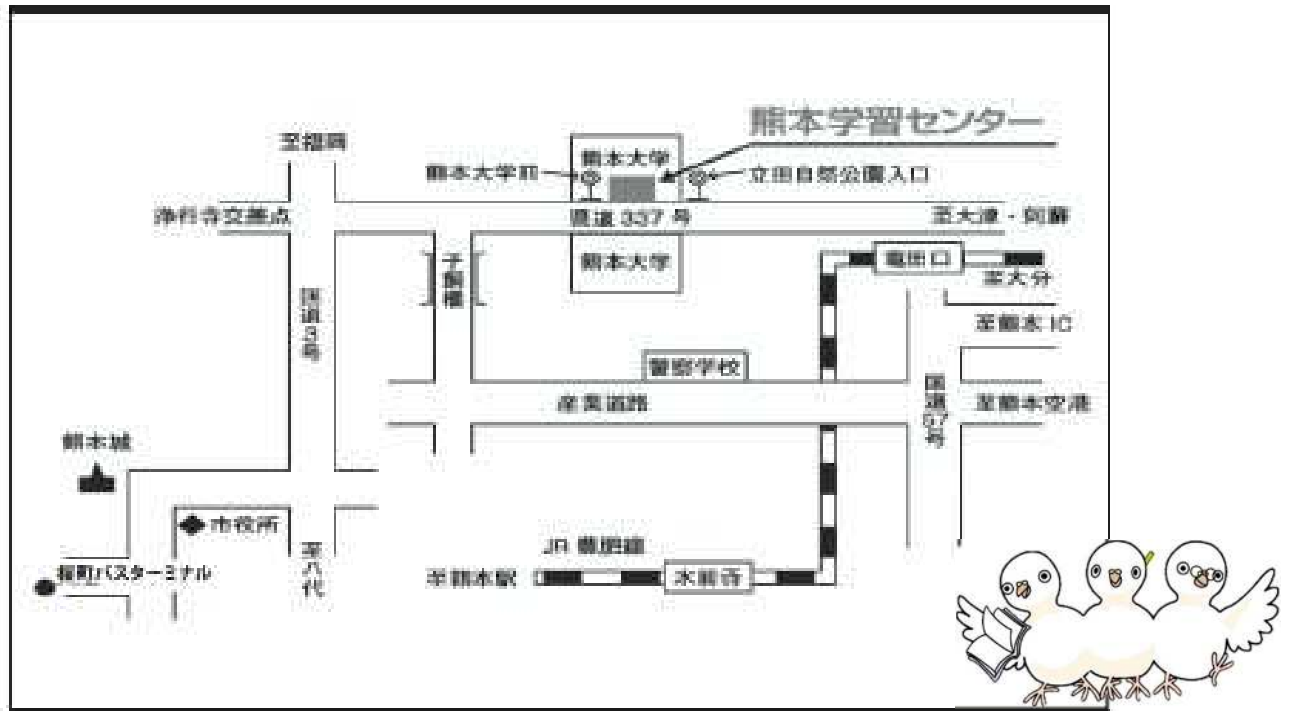 熊本学習センター
至福岡
熊本大学
熊本大学前
立田自然公園入口
浄行寺交差点
県道337号
至大津・阿蘇
子飼橋
熊本大学
竜田口
至大分
国道3号
至熊本IC
警察学校
産業道路
国道57号
至熊本空港
熊本城
市役所
至八代
JR豊肥線
桜町バスターミナル
至熊本駅
水前寺